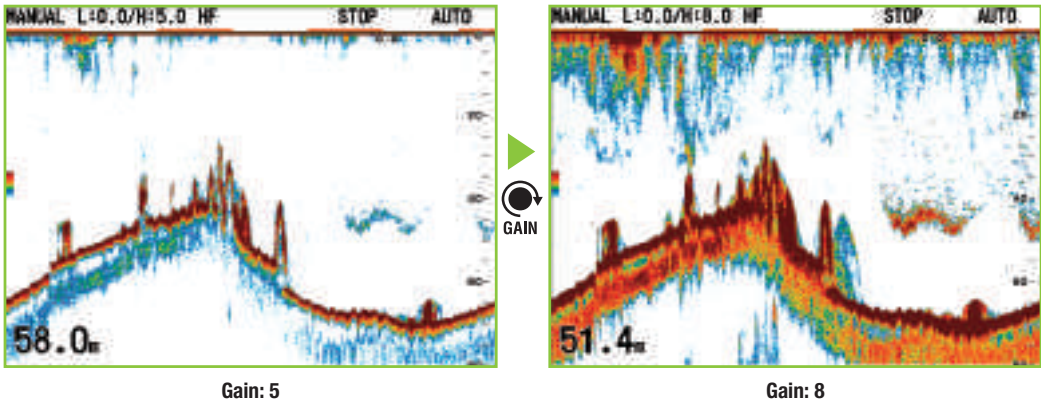 MANUAL L:0.0/H:5.0 HF STOP AUTO
58.0m
Gain: 5
GAIN
MANUAL L:0.0/H:8.0 HF STOP AUTO
51.4m
Gain: 8